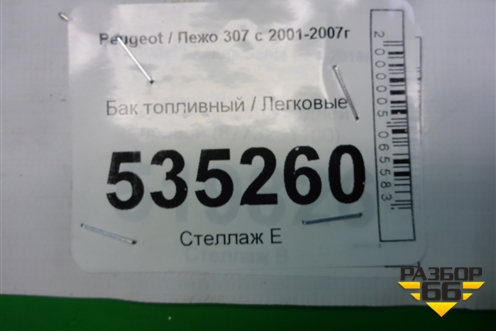 Peugeot / Пежо 307 с 2001-2007г
Бак топливный / Легковые
535260
Стеллаж Е
2000005065583
РАЗБОР
66